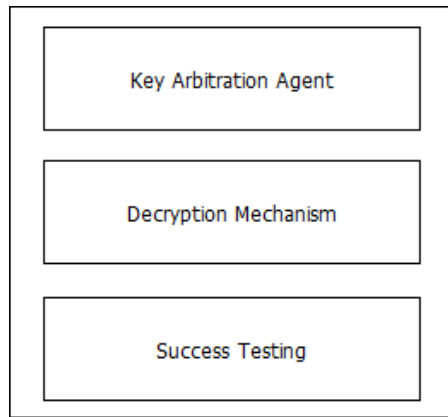 Key Arbitration Agent
Decryption Mechanism
Success Testing